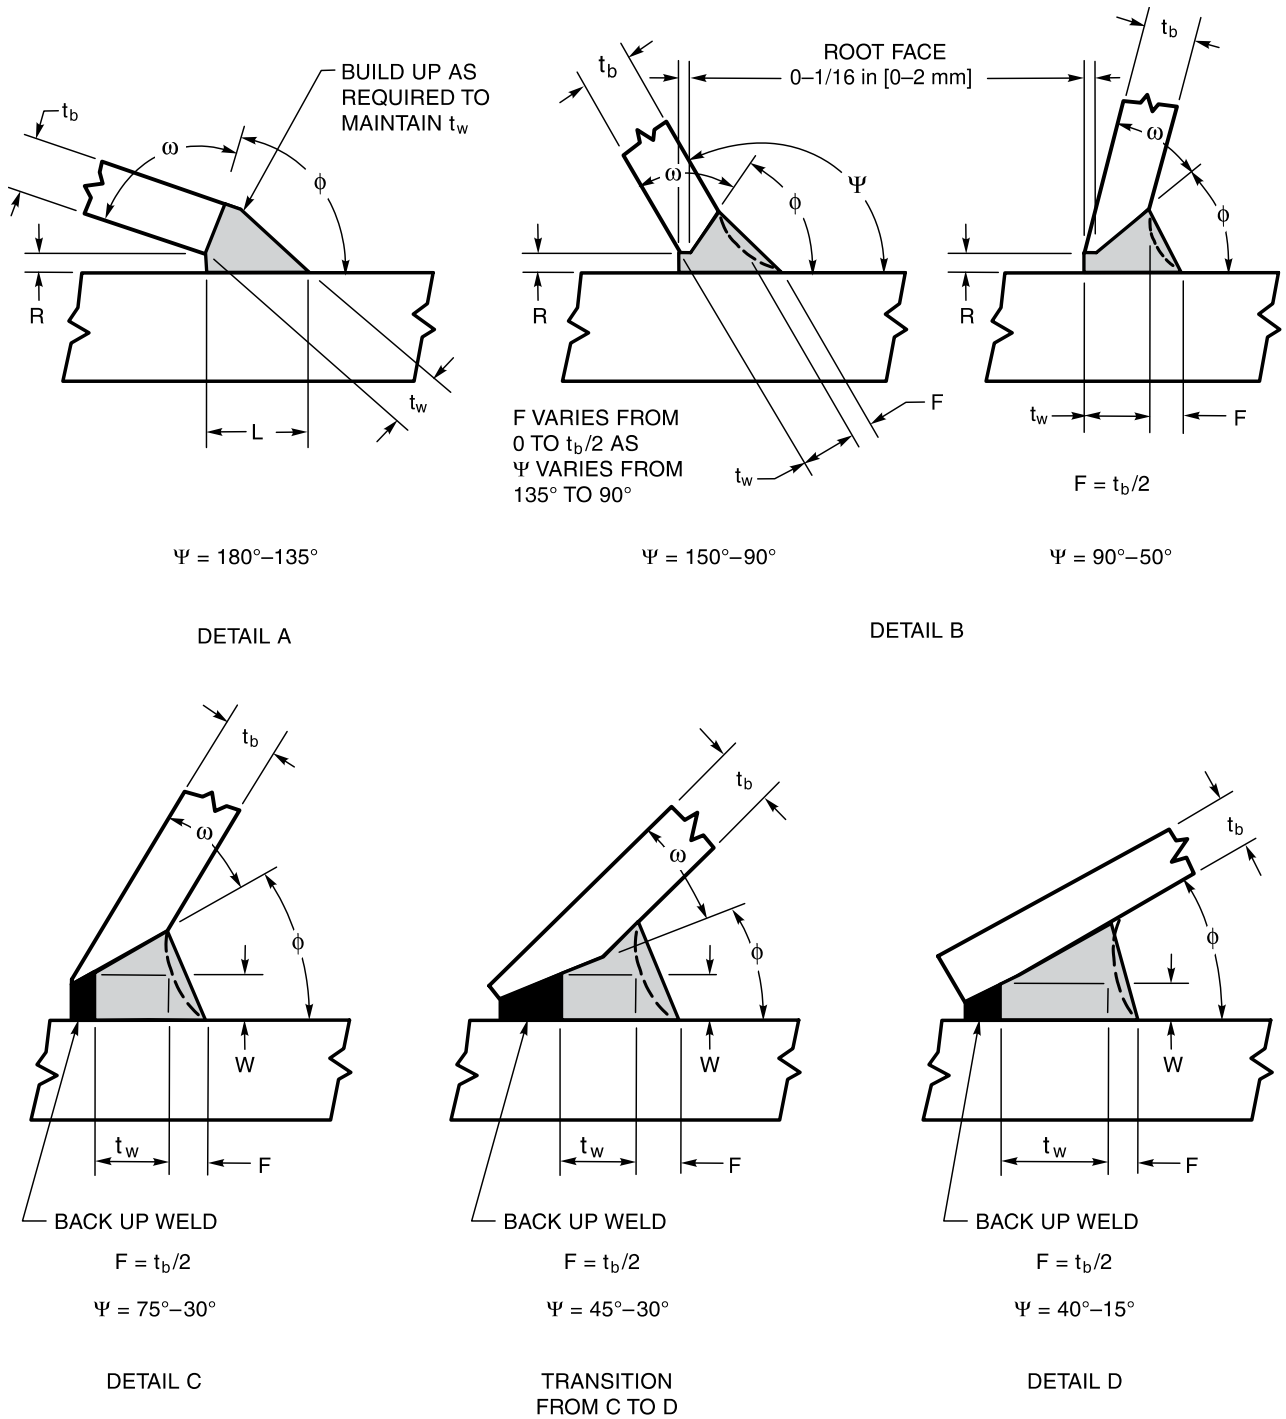 t_b
BUILD UP AS
REQUIRED TO
MAINTAIN t_w
ω
ϕ
R
t_w
L
Ψ = 180°–135°
DETAIL A
t_b
ROOT FACE
0–1/16 in [0–2 mm]
ω
Ψ
ϕ
R
F
t_w
F VARIES FROM
0 TO t_b/2 AS
Ψ VARIES FROM
135° TO 90°
Ψ = 150°–90°
t_b
ω
ϕ
R
t_w
F
F = t_b/2
Ψ = 90°–50°
DETAIL B
t_b
ω
ϕ
W
t_w
F
BACK UP WELD
F = t_b/2
Ψ = 75°–30°
DETAIL C
t_b
ω
ϕ
W
t_w
F
BACK UP WELD
F = t_b/2
Ψ = 45°–30°
TRANSITION
FROM C TO D
t_b
ϕ
W
t_w
F
BACK UP WELD
F = t_b/2
Ψ = 40°–15°
DETAIL D